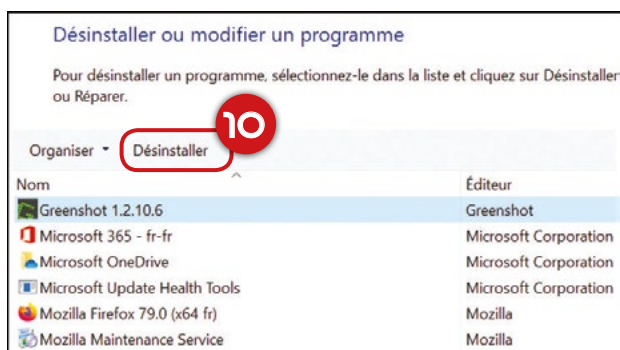 Désinstaller ou modifier un programme
Pour désinstaller un programme, sélectionnez-le dans la liste et cliquez sur Désinstaller
ou Réparer.
10
Organiser Désinstaller
Nom Éditeur
Greenshot 1.2.10.6 Greenshot
Microsoft 365 - fr-fr Microsoft Corporation
Microsoft OneDrive Microsoft Corporation
Microsoft Update Health Tools Microsoft Corporation
Mozilla Firefox 79.0 (x64 fr) Mozilla
Mozilla Maintenance Service Mozilla